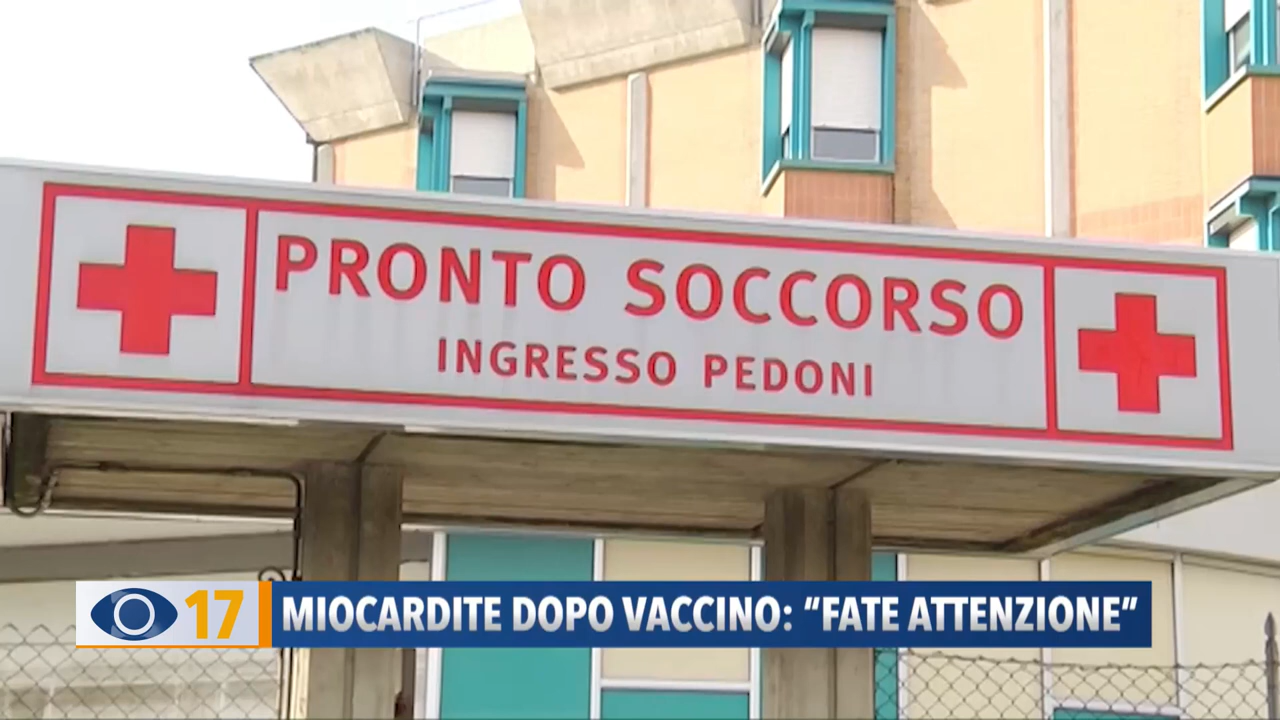 PRONTO SOCCORSO
INGRESSO PEDONI
17 MIOCARDITE DOPO VACCINO: “FATE ATTENZIONE”